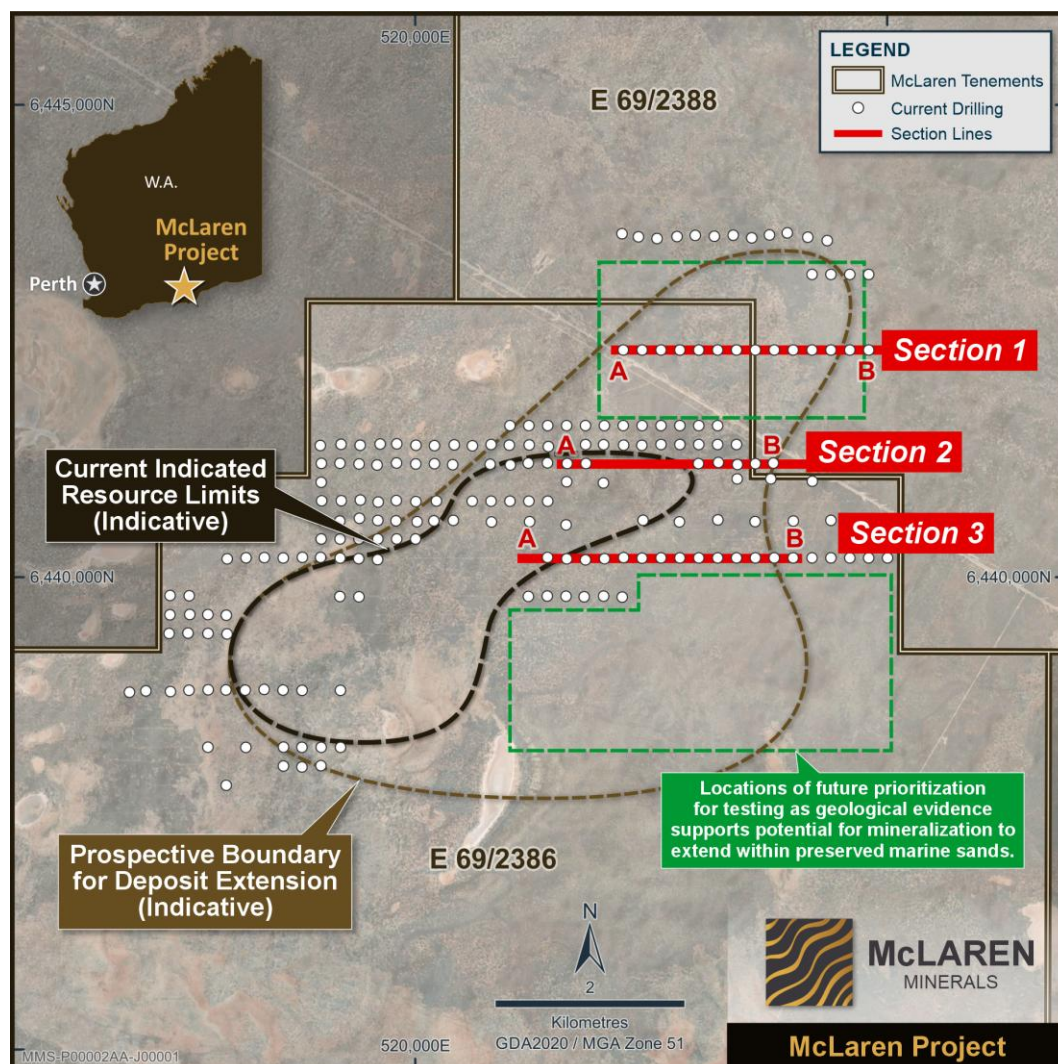 520,000E
6,445,000N
W.A.
McLaren
Project
Perth
E 69/2388
LEGEND
McLaren Tenements
Current Drilling
Section Lines
A
B
Section 1
Current Indicated
Resource Limits
(Indicative)
A
B
Section 2
A
B
Section 3
6,440,000N
6,440,000N
Locations of future prioritization
for testing as geological evidence
supports potential for mineralization to
extend within preserved marine sands.
Prospective Boundary
for Deposit Extension
(Indicative)
E 69/2386
N
2
Kilometres
GDA2020 / MGA Zone 51
McLAREN
MINERALS
McLaren Project
MMS-P00002AA-J00001
520,000E